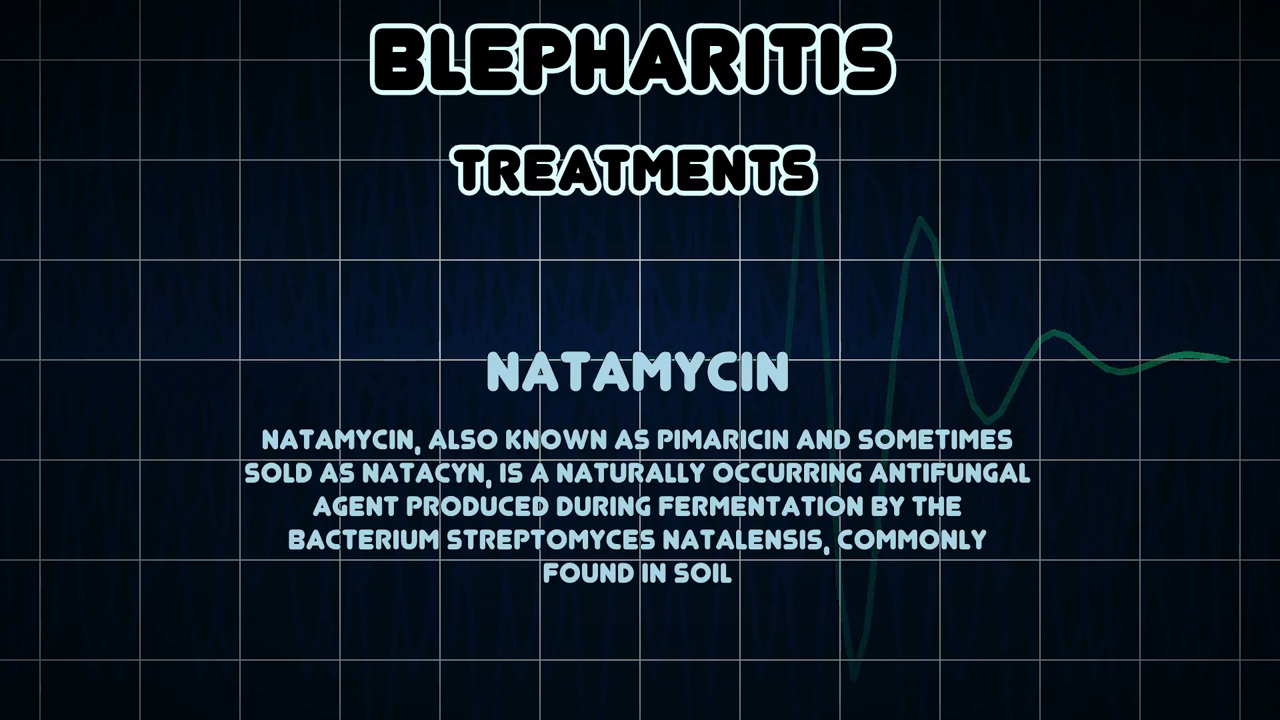 BLEPHARITIS
TREATMENTS
NATAMYCIN
NATAMYCIN, ALSO KNOWN AS PIMARICIN AND SOMETIMES
SOLD AS NATACYN, IS A NATURALLY OCCURRING ANTIFUNGAL
AGENT PRODUCED DURING FERMENTATION BY THE
BACTERIUM STREPTOMYCES NATALENSIS, COMMONLY
FOUND IN SOIL